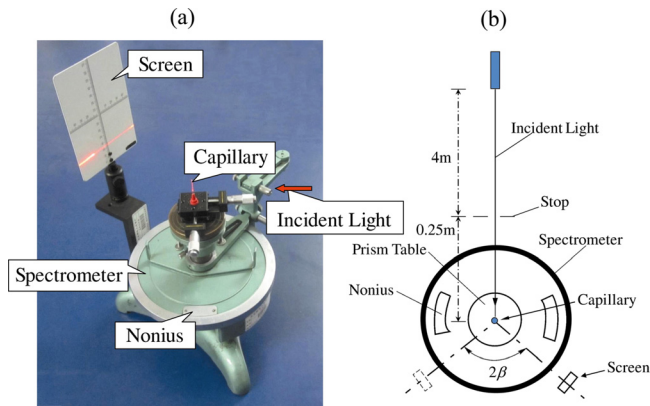 (a)
Screen
Capillary
Incident Light
Spectrometer
Nonius
(b)
Incident Light
4m
Stop
0.25m
Spectrometer
Prism Table
Nonius
Capillary
2β
Screen